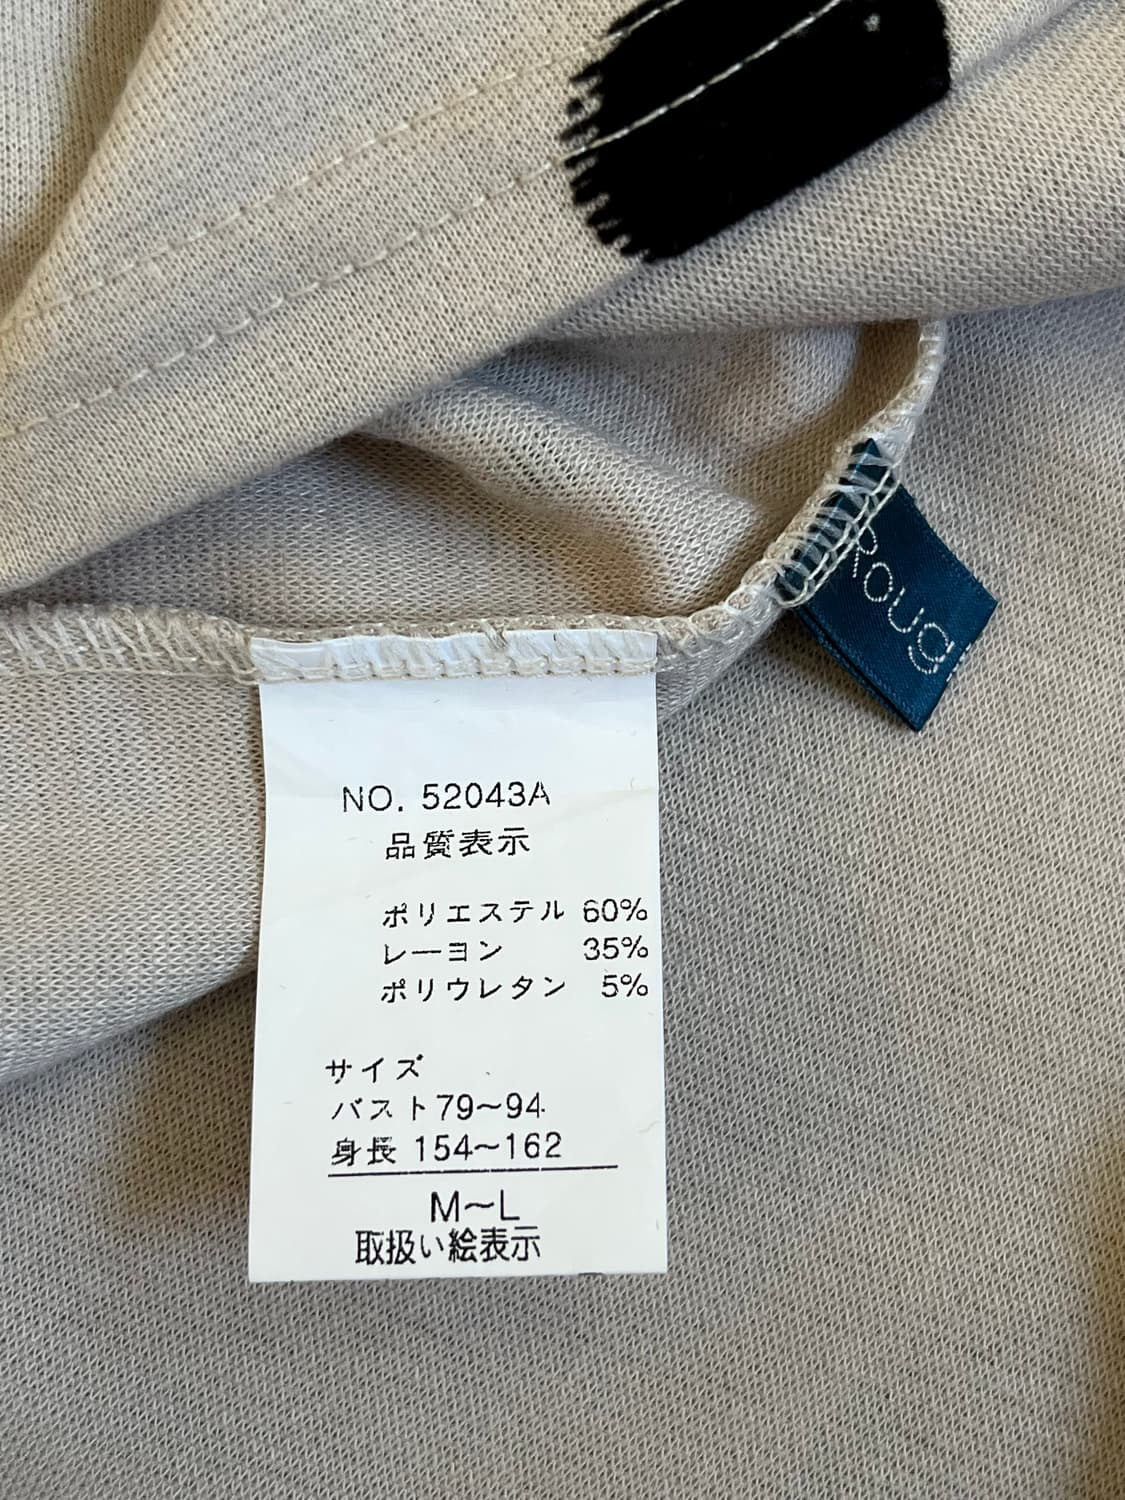 Roug
NO. 52043A
品質表示
ポリエステル 60%
レーヨン 35%
ポリウレタン 5%
サイズ
バスト79〜94
身長 154〜162
M〜L
取扱い絵表示